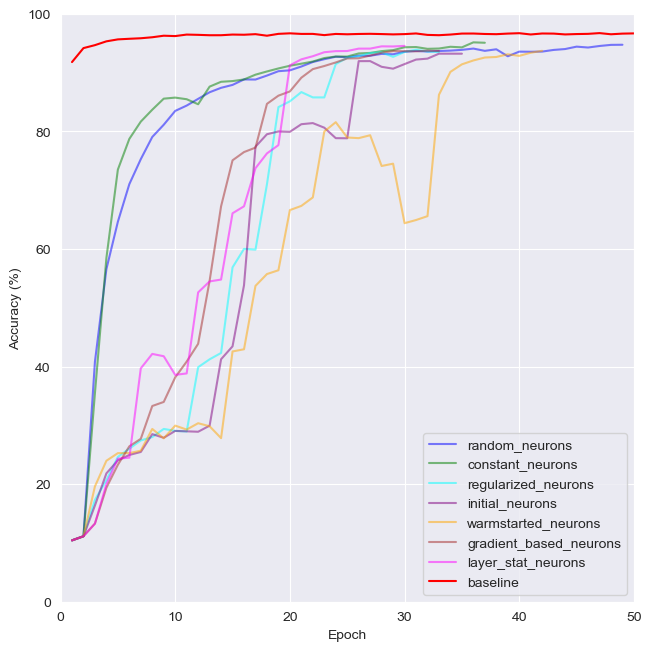 100
80
60
40
20
0
Accuracy (%)
random_neurons
constant_neurons
regularized_neurons
initial_neurons
warmstarted_neurons
gradient_based_neurons
layer_stat_neurons
baseline
0 10 20 30 40 50
Epoch